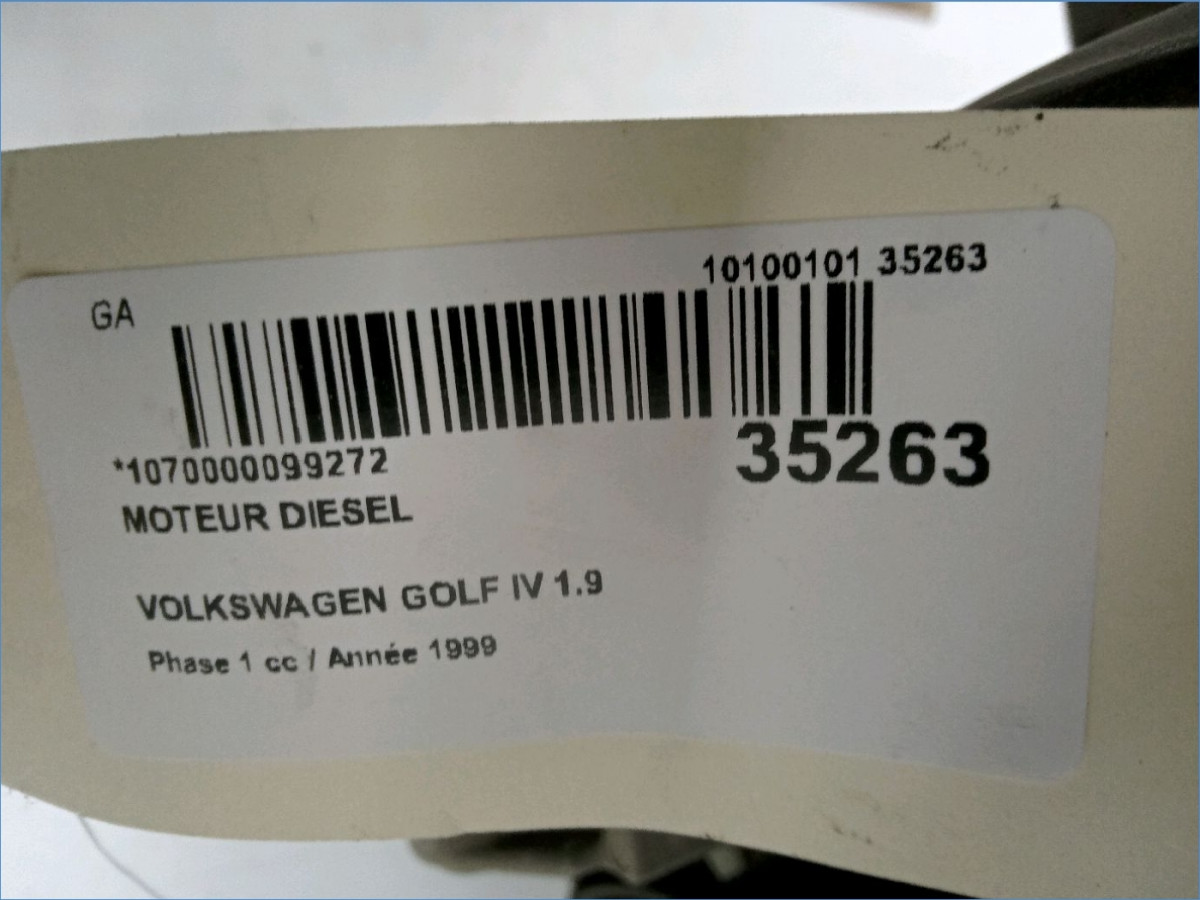 10100101 35263
GA
*1070000099272
35263
MOTEUR DIESEL
VOLKSWAGEN GOLF IV 1.9
Phase 1 cc / Année 1999